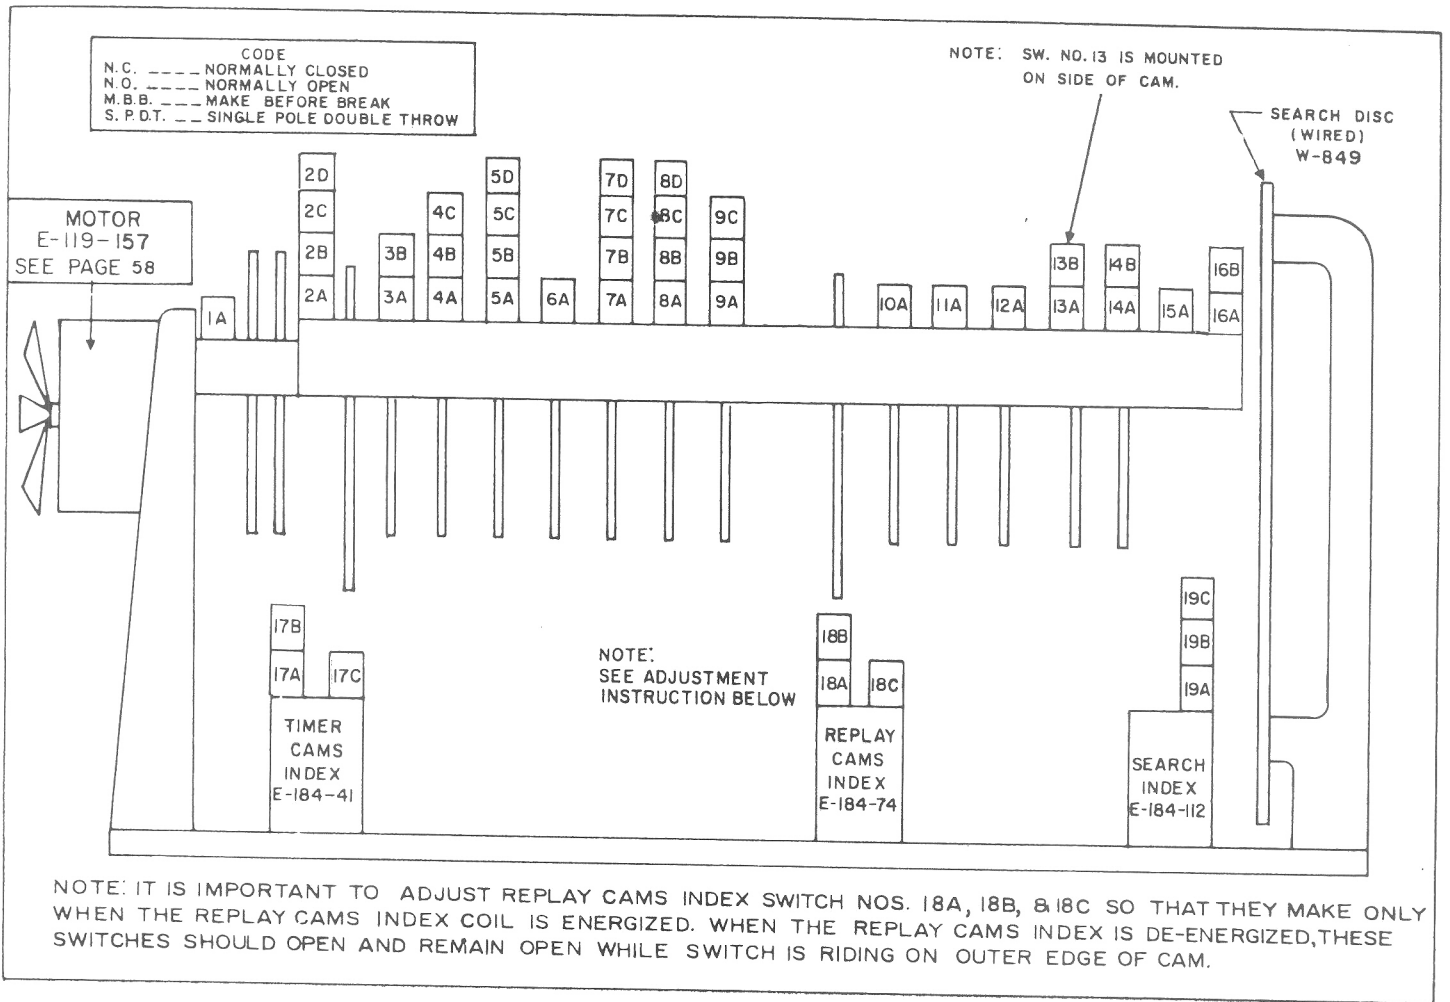 CODE
N.C. ---- NORMALLY CLOSED
N.O. ---- NORMALLY OPEN
M.B.B. --- MAKE BEFORE BREAK
S.P.D.T. -- SINGLE POLE DOUBLE THROW
NOTE: SW. NO. 13 IS MOUNTED
ON SIDE OF CAM.
SEARCH DISC
(WIRED)
W-849
MOTOR
E-119-157
SEE PAGE 58
1A
2D
2C
2B
2A
3B
3A
4C
4B
4A
5D
5C
5B
5A
6A
7D
7C
7B
7A
8D
8C
8B
8A
9C
9B
9A
10A
11A
12A
13B
13A
14B
14A
15A
16B
16A
17B
17A
17C
TIMER
CAMS
INDEX
E-184-41
NOTE:
SEE ADJUSTMENT
INSTRUCTION BELOW
18B
18A
18C
REPLAY
CAMS
INDEX
E-184-74
19C
19B
19A
SEARCH
INDEX
E-184-112
NOTE: IT IS IMPORTANT TO ADJUST REPLAY CAMS INDEX SWITCH NOS. 18A, 18B, & 18C SO THAT THEY MAKE ONLY
WHEN THE REPLAY CAMS INDEX COIL IS ENERGIZED. WHEN THE REPLAY CAMS INDEX IS DE-ENERGIZED, THESE
SWITCHES SHOULD OPEN AND REMAIN OPEN WHILE SWITCH IS RIDING ON OUTER EDGE OF CAM.